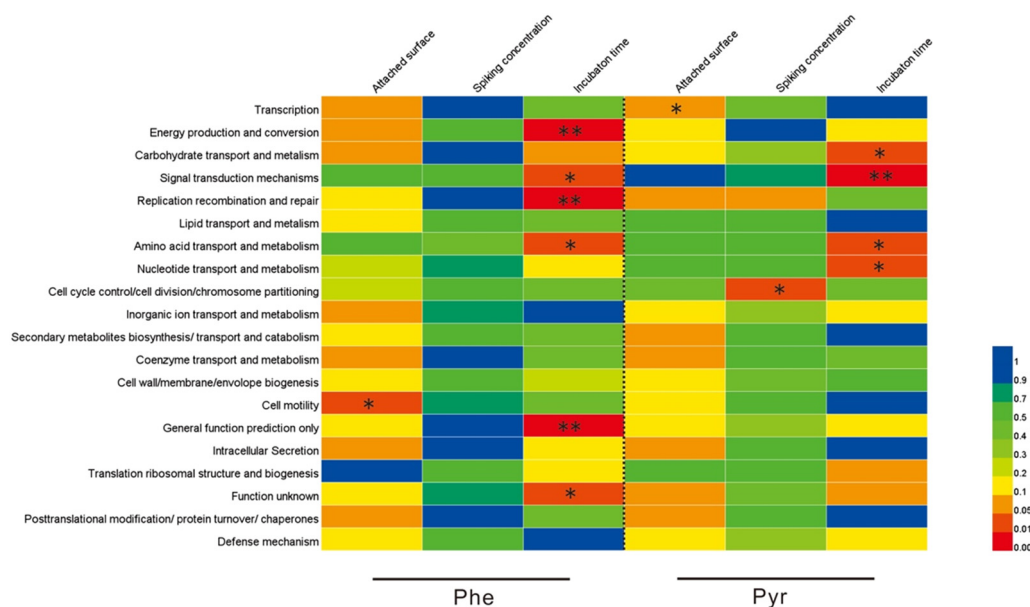 Attached surface
Spiking concentration
Incubaton time
Attached surface
Spiking concentration
Incubaton time
Transcription
*
Energy production and conversion
**
Carbohydrate transport and metalism
*
Signal transduction mechanisms
*
**
Replication recombination and repair
**
Lipid transport and metalism
Amino acid transport and metabolism
*
*
Nucleotide transport and metabolism
*
Cell cycle control/cell division/chromosome partitioning
*
Inorganic ion transport and metabolism
Secondary metabolites biosynthesis/ transport and catabolism
Coenzyme transport and metabolism
Cell wall/membrane/envolope biogenesis
Cell motility
*
General function prediction only
**
Intracellular Secretion
Translation ribosomal structure and biogenesis
Function unknown
*
Posttranslational modification/ protein turnover/ chaperones
Defense mechanism
1
0.9
0.7
0.5
0.4
0.3
0.2
0.1
0.05
0.01
0.00
Phe
Pyr